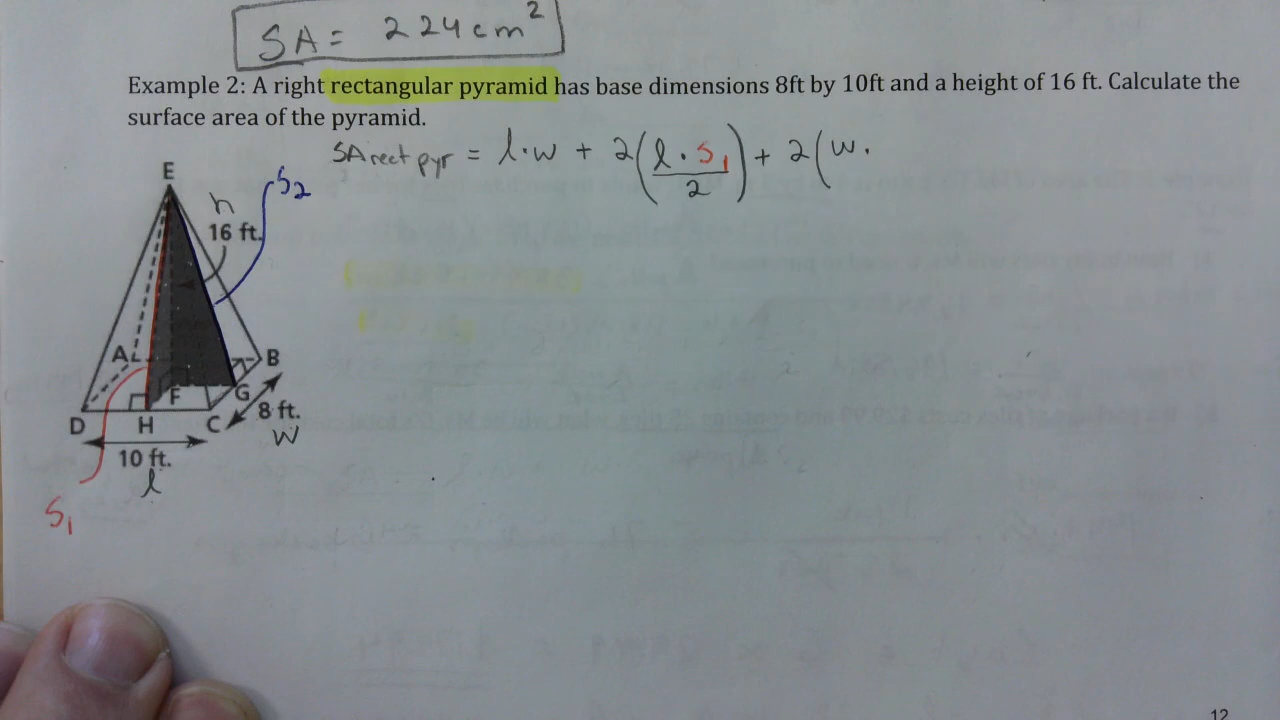 SA = 224 cm²
Example 2: A right rectangular pyramid has base dimensions 8ft by 10ft and a height of 16 ft. Calculate the
surface area of the pyramid.
SA rect pyr = l·w + 2(l·s₁/2) + 2(w.
E
S₂
h
16 ft.
A
B
F
G
8 ft.
w
D
H
C
10 ft.
l
S₁
12